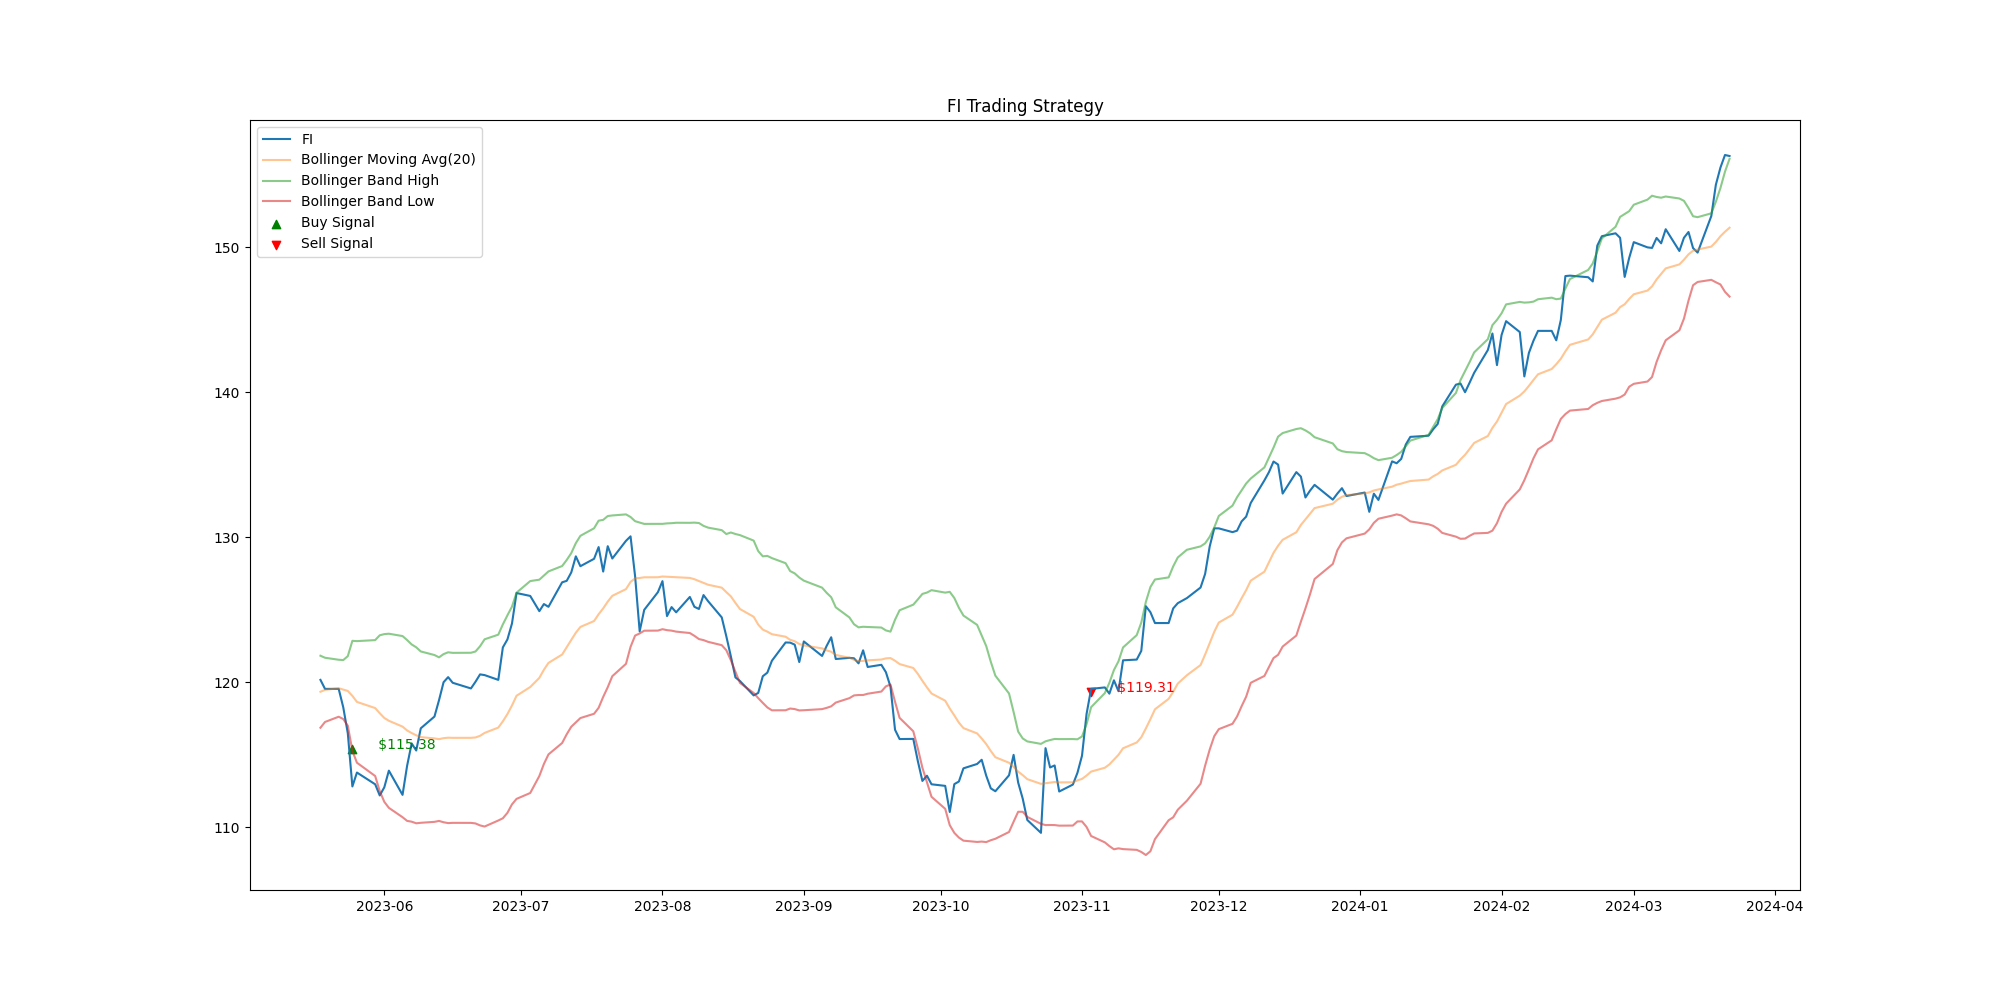 FI Trading Strategy
FI
Bollinger Moving Avg(20)
Bollinger Band High
Bollinger Band Low
Buy Signal
Sell Signal
150
140
130
120
110
$115.38
$119.31
2023-06 2023-07 2023-08 2023-09 2023-10 2023-11 2023-12 2024-01 2024-02 2024-03 2024-04